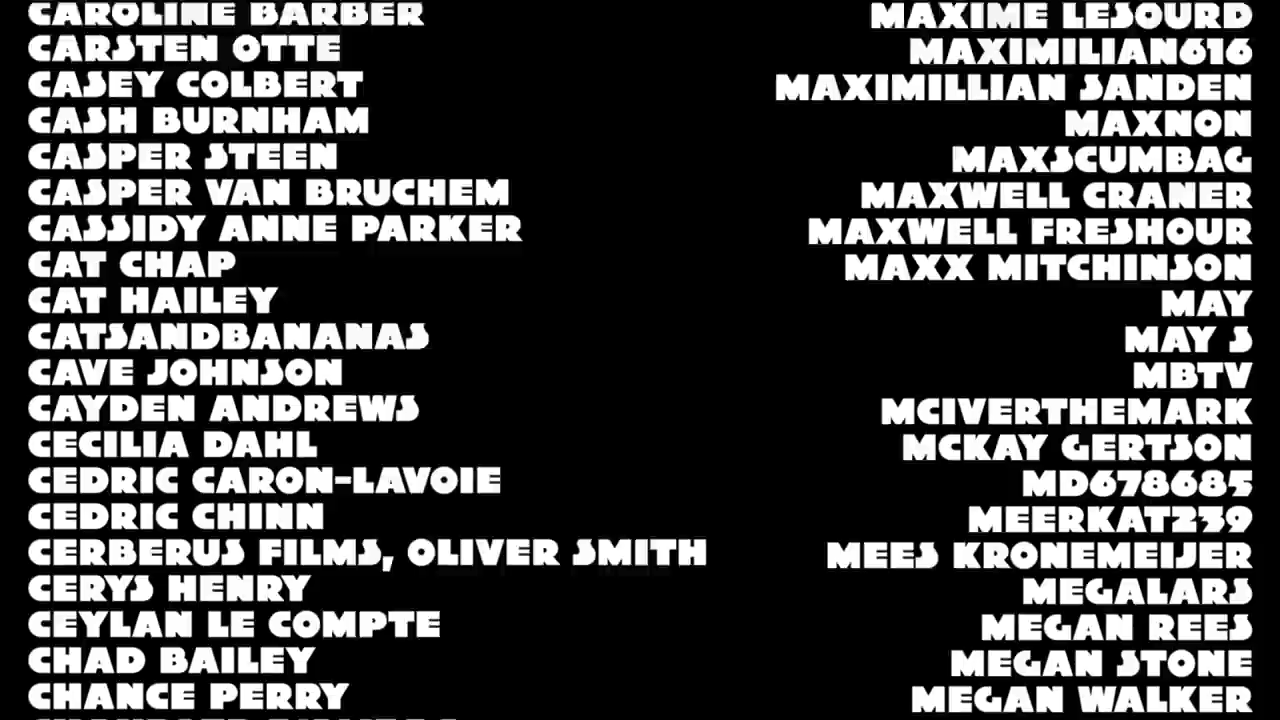 CAROLINE BARBER
CARSTEN OTTE
CASEY COLBERT
CASH BURNHAM
CASPER STEEN
CASPER VAN BRUCHEM
CASSIDY ANNE PARKER
CAT CHAP
CAT HAILEY
CATSANDBANANAS
CAVE JOHNSON
CAYDEN ANDREWS
CECILIA DAHL
CEDRIC CARON-LAVOIE
CEDRIC CHINN
CERBERUS FILMS, OLIVER SMITH
CERYS HENRY
CEYLAN LE COMPTE
CHAD BAILEY
CHANCE PERRY
MAXIME LESOURD
MAXIMILIAN616
MAXIMILLIAN SANDEN
MAXNON
MAXSCUMBAG
MAXWELL CRANER
MAXWELL FRESHOUR
MAXX MITCHINSON
MAY
MAY S
MBTV
MCIVERTHEMARK
MCKAY GERTSON
MD678685
MEERKAT239
MEES KRONEMEIJER
MEGALARS
MEGAN REES
MEGAN STONE
MEGAN WALKER